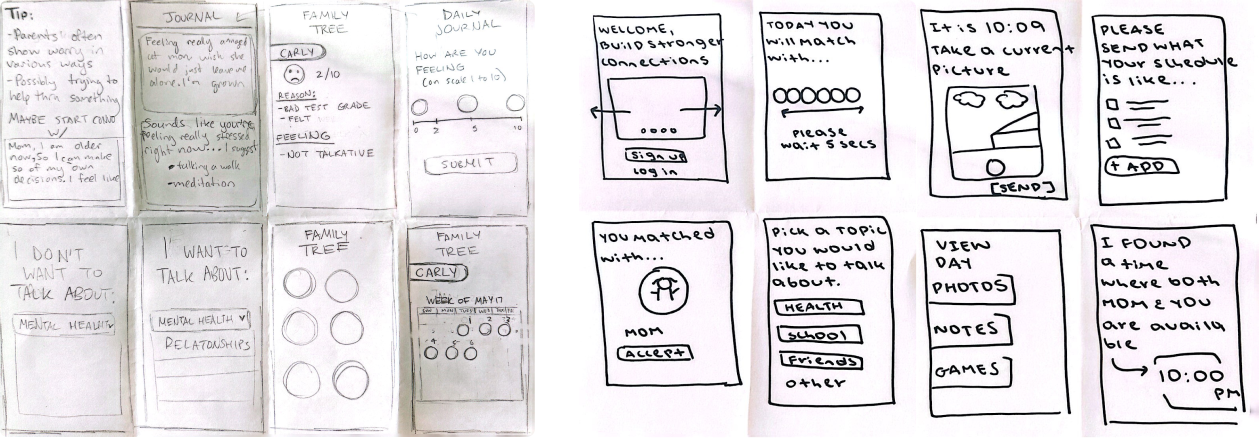 TIP:
- Parents often
show worry in
various ways
- Possibly trying to
help thru something
MAYBE START CONVO
W/
Mom, I am older
now, so I can make
so of my own
decisions. I feel like
JOURNAL
Feeling really annoyed
at mom wish she
would just leave me
alone. I'm grown
Sounds like you're
feeling really stressed
right now... I suggest
• talking a walk
- meditation
FAMILY
TREE
CARLY
2/10
REASON:
- BAD TEST GRADE
- FELT
FEELING
- NOT TALKATIVE
DAILY
JOURNAL
HOW ARE YOU
FEELING
(on scale 1 to 10)
0 2 5 10
SUBMIT
I DON'T
WANT TO
TALK ABOUT:
MENTAL HEALTH
I WANT TO
TALK ABOUT:
MENTAL HEALTH
RELATONSHIPS
FAMILY
TREE
FAMILY
TREE
CARLY
WEEK OF MAY 17
1 2 3
4 5 6
WELCOME,
Build stronger
connections
Sign up
Log in
TODAY YOU
Will Match
with...
Please
wait 5 secs
It is 10:09
Take a current
picture
[SEND]
PLEASE
SEND WHAT
YOUR Schedule
is like...
+ ADD
YOU MATCHED
with...
MOM
Accept
Pick a TOPIC
YOU WOULD
like to talk
about.
HEALTH
School
Friends
other
VIEW
DAY
PHOTOS
NOTES
GAMES
I FOUND
a time
where both
MOM & YOU
are availa
ble
10:00
PM